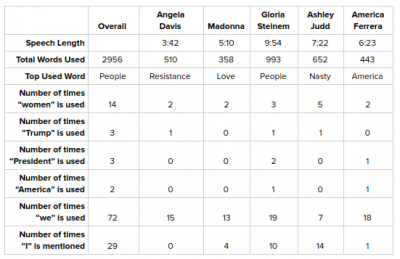 Overall Angela Davis Madonna Gloria Steinem Ashley Judd America Ferrera
Speech Length 3:42 5:10 9:54 7:22 6:23
Total Words Used 2956 510 358 993 652 443
Top Used Word People Resistance Love People Nasty America
Number of times "women" is used 14 2 2 3 5 2
Number of times "Trump" is used 3 1 0 1 1 0
Number of times "President" is used 3 0 0 2 0 1
Number of times "America" is used 2 0 0 1 0 1
Number of times "we" is used 72 15 13 19 7 18
Number of times "I" is mentioned 29 0 4 10 14 1